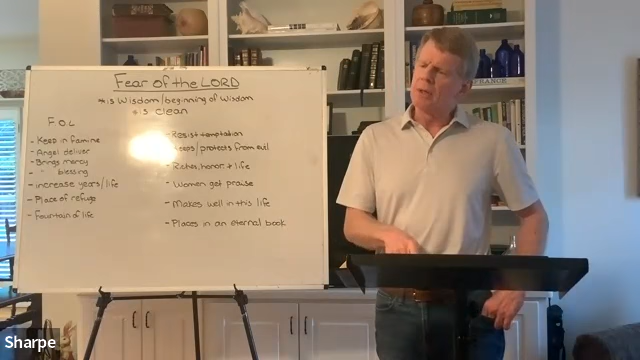 Fear of the LORD
*is Wisdom/beginning of Wisdom
*is clean
F.O.L
- Keep in famine
- Angel deliver
- Brings mercy
- " blessing
- increase years/life
- Place of refuge
- Fountain of life
- Resist temptation
Keeps/protects from evil
- Riches, honor, + life
- Women get praise
- Makes well in this life
- Places in an eternal book
FRANCE
Sharpe